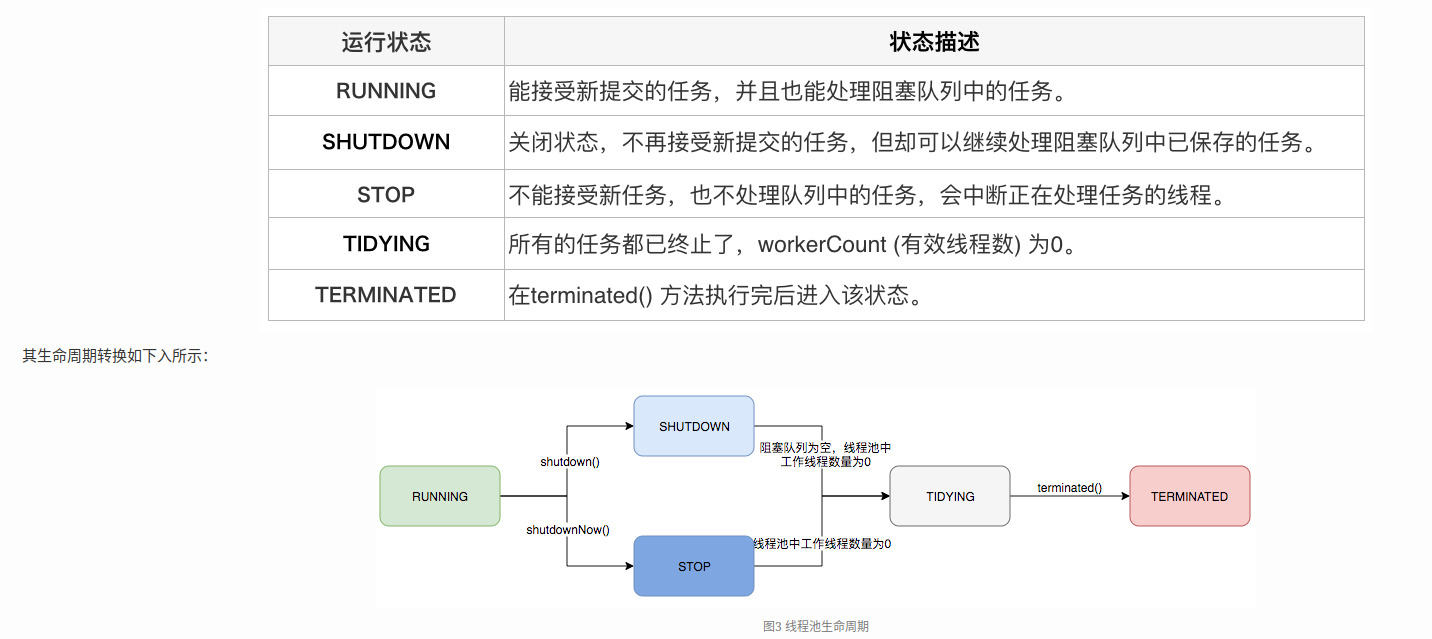 运行状态 状态描述
RUNNING 能接受新提交的任务，并且也能处理阻塞队列中的任务。
SHUTDOWN 关闭状态，不再接受新提交的任务，但却可以继续处理阻塞队列中已保存的任务。
STOP 不能接受新任务，也不处理队列中的任务，会中断正在处理任务的线程。
TIDYING 所有的任务都已终止了，workerCount (有效线程数) 为0。
TERMINATED 在terminated() 方法执行完后进入该状态。
其生命周期转换如下入所示：
SHUTDOWN
阻塞队列为空，线程池中
工作线程数量为0
shutdown()
RUNNING
TIDYING
terminated()
TERMINATED
shutdownNow()
线程池中工作线程数量为0
STOP
图3 线程池生命周期